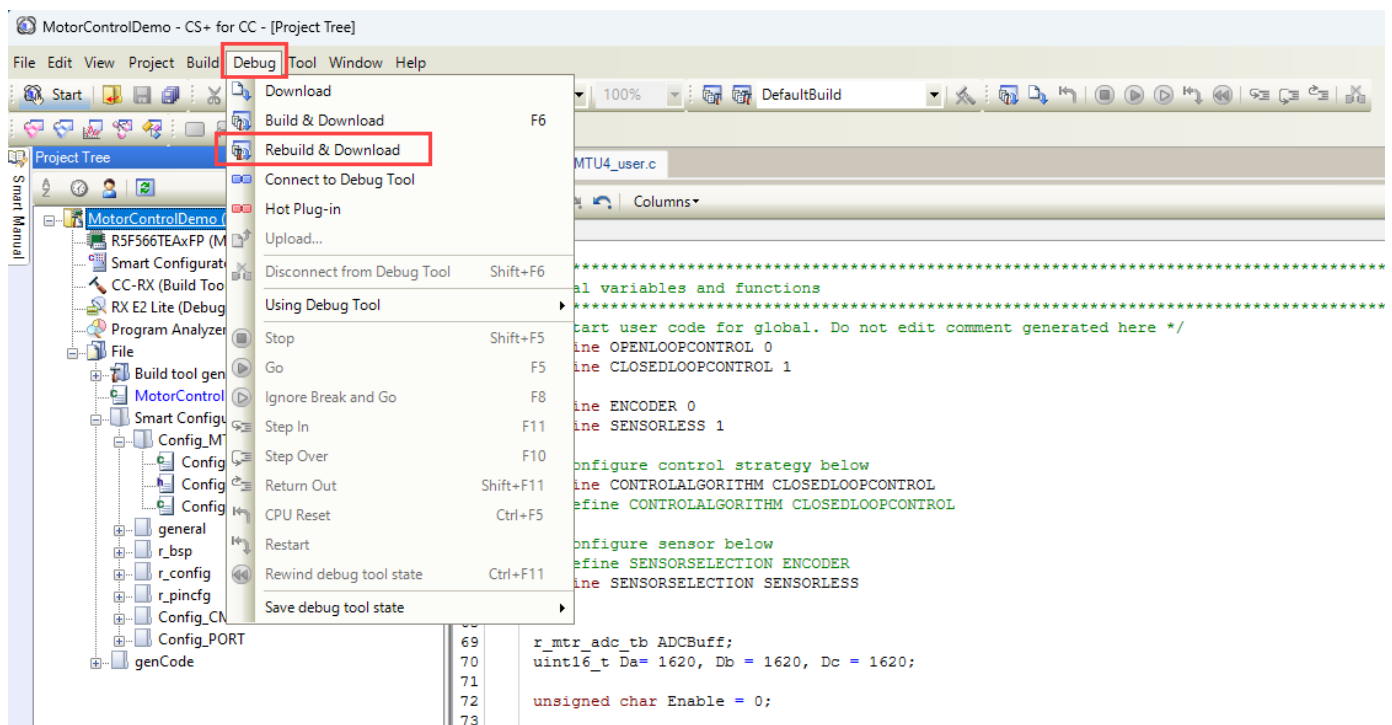 MotorControlDemo - CS+ for CC - [Project Tree]
File Edit View Project Build Debug Tool Window Help
Start 100% DefaultBuild
Download
Build & Download F6
Rebuild & Download
Connect to Debug Tool
Hot Plug-in
Upload...
Disconnect from Debug Tool Shift+F6
Using Debug Tool
Stop Shift+F5
Go F5
Ignore Break and Go F8
Step In F11
Step Over F10
Return Out Shift+F11
CPU Reset Ctrl+F5
Restart
Rewind debug tool state Ctrl+F11
Save debug tool state
Smart Manual
Project Tree
MotorControlDemo (
R5F566TEAxFP (M
Smart Configurat
CC-RX (Build Too
RX E2 Lite (Debug
Program Analyzer
File
Build tool gen
MotorControl
Smart Configu
Config_MT
Config
Config
Config
general
r_bsp
r_config
r_pincfg
Config_CM
Config_PORT
genCode
MTU4_user.c
Columns
************************************************************************
al variables and functions
************************************************************************
tart user code for global. Do not edit comment generated here */
ine OPENLOOPCONTROL 0
ine CLOSEDLOOPCONTROL 1
ine ENCODER 0
ine SENSORLESS 1
onfigure control strategy below
ine CONTROLALGORITHM CLOSEDLOOPCONTROL
efine CONTROLALGORITHM CLOSEDLOOPCONTROL
onfigure sensor below
efine SENSORSELECTION ENCODER
ine SENSORSELECTION SENSORLESS
68
69 r_mtr_adc_tb ADCBuff;
70 uint16_t Da= 1620, Db = 1620, Dc = 1620;
71
72 unsigned char Enable = 0;
73